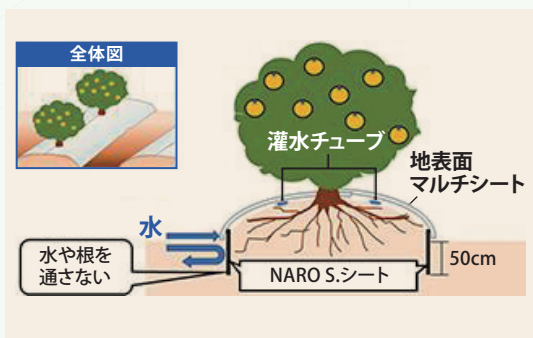 全体図
灌水チューブ
地表面
マルチシート
水
水や根を
通さない
NARO S.シート
50cm